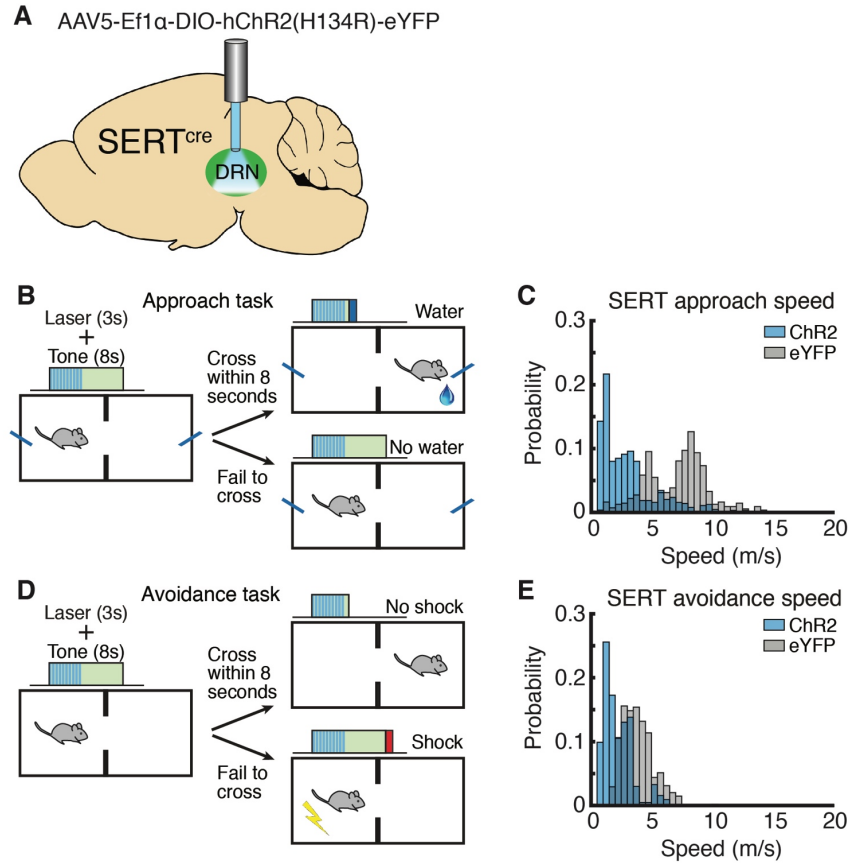 A
AAV5-Ef1α-DIO-hChR2(H134R)-eYFP
SERTcre
DRN
B
Approach task
Laser (3s)
+
Tone (8s)
Cross
within 8
seconds
Fail to
cross
Water
No water
C
SERT approach speed
ChR2
eYFP
Probability
0.3
0.2
0.1
0
0 5 10 15 20
Speed (m/s)
D
Avoidance task
Laser (3s)
+
Tone (8s)
Cross
within 8
seconds
Fail to
cross
No shock
Shock
E
SERT avoidance speed
ChR2
eYFP
Probability
0.3
0.2
0.1
0
0 5 10 15 20
Speed (m/s)